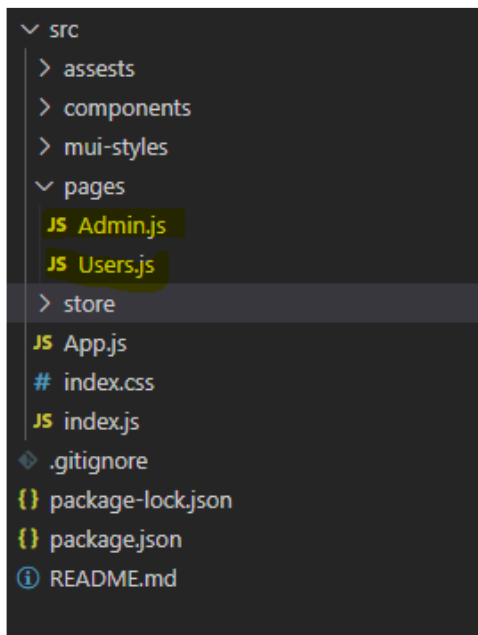 src
assests
components
mui-styles
pages
JS Admin.js
JS Users.js
store
JS App.js
# index.css
JS index.js
.gitignore
{} package-lock.json
{} package.json
README.md